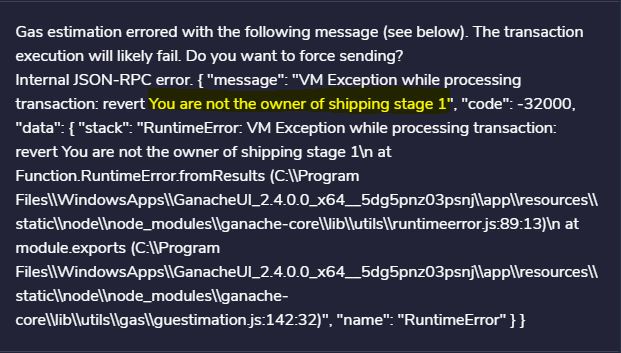 Gas estimation errored with the following message (see below). The transaction
execution will likely fail. Do you want to force sending?
Internal JSON-RPC error. { "message": "VM Exception while processing
transaction: revert You are not the owner of shipping stage 1", "code": -32000,
"data": { "stack": "RuntimeError: VM Exception while processing transaction:
revert You are not the owner of shipping stage 1\n at
Function.RuntimeError.fromResults (C:\\Program
Files\\WindowsApps\\GanacheUI_2.4.0.0_x64__5dg5pnz03psnj\\app\\resources\\
static\\node\\node_modules\\ganache-core\\lib\\utils\\runtimeerror.js:89:13)\n at
module.exports (C:\\Program
Files\\WindowsApps\\GanacheUI_2.4.0.0_x64__5dg5pnz03psnj\\app\\resources\\
static\\node\\node_modules\\ganache-
core\\lib\\utils\\gas\\guestimation.js:142:32)", "name": "RuntimeError" } }